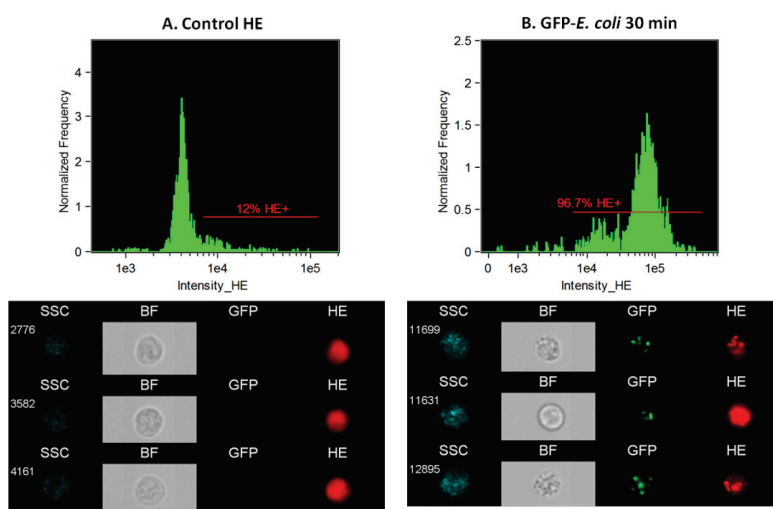 A. Control HE
4
3
2
1
0
Normalized Frequency
12% HE+
1e3 1e4 1e5
Intensity_HE
SSC BF GFP HE
2776
SSC BF GFP HE
3582
SSC BF GFP HE
4161
B. GFP-E. coli 30 min
2.5
2
1.5
1
0.5
0
Normalized Frequency
96.7% HE+
0 1e3 1e4 1e5
Intensity_HE
SSC BF GFP HE
11699
SSC BF GFP HE
11631
SSC BF GFP HE
12895